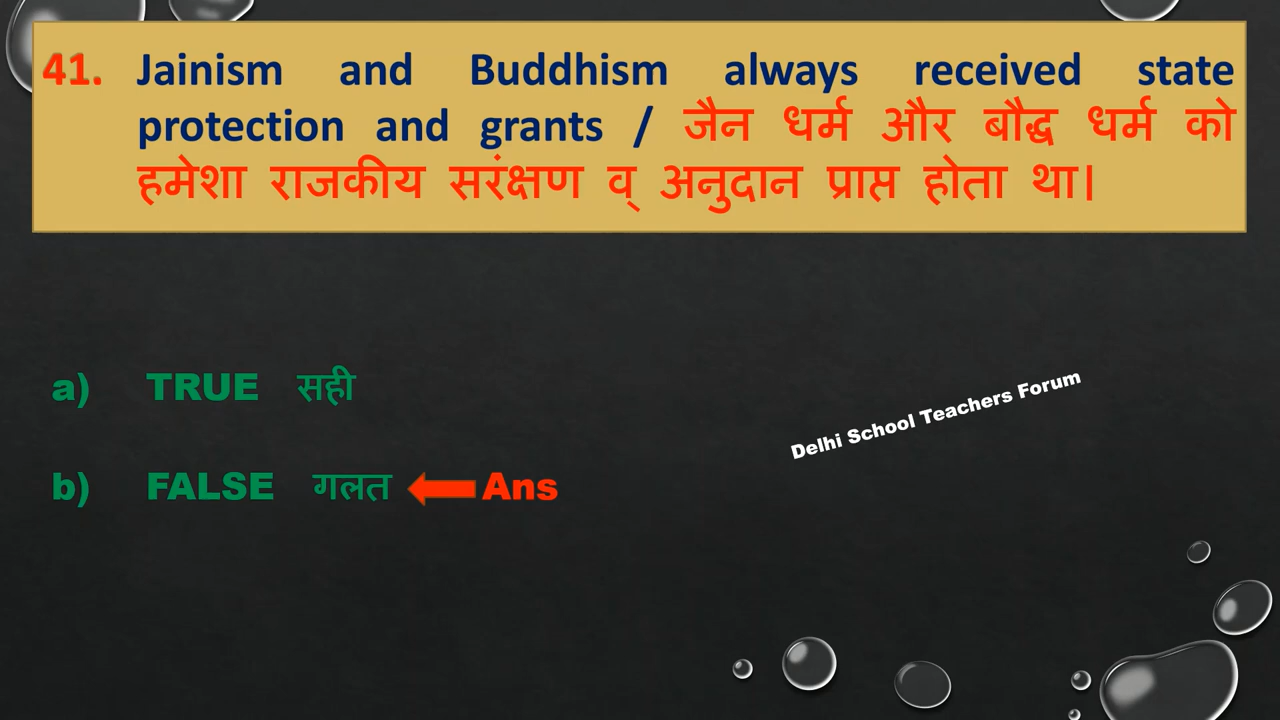 41. Jainism and Buddhism always received state
protection and grants / जैन धर्म और बौद्ध धर्म को
हमेशा राजकीय सरंक्षण व् अनुदान प्राप्त होता था।
a) TRUE सही
Delhi School Teachers Forum
b) FALSE गलत Ans